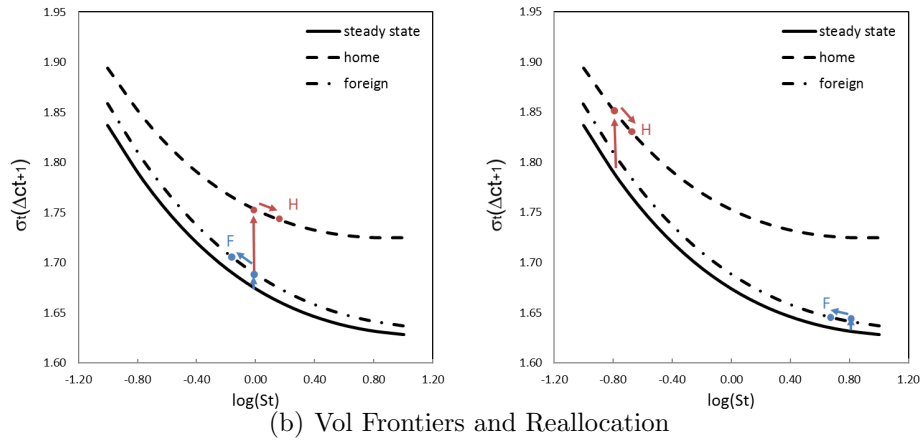 1.95
1.90
1.85
1.80
1.75
1.70
1.65
1.60
σt(Δct+1)
steady state
home
foreign
H
F
-1.20 -0.80 -0.40 0.00 0.40 0.80 1.20
log(St)
1.95
1.90
1.85
1.80
1.75
1.70
1.65
1.60
σt(Δct+1)
steady state
home
foreign
H
F
-1.20 -0.80 -0.40 0.00 0.40 0.80 1.20
log(St)
(b) Vol Frontiers and Reallocation